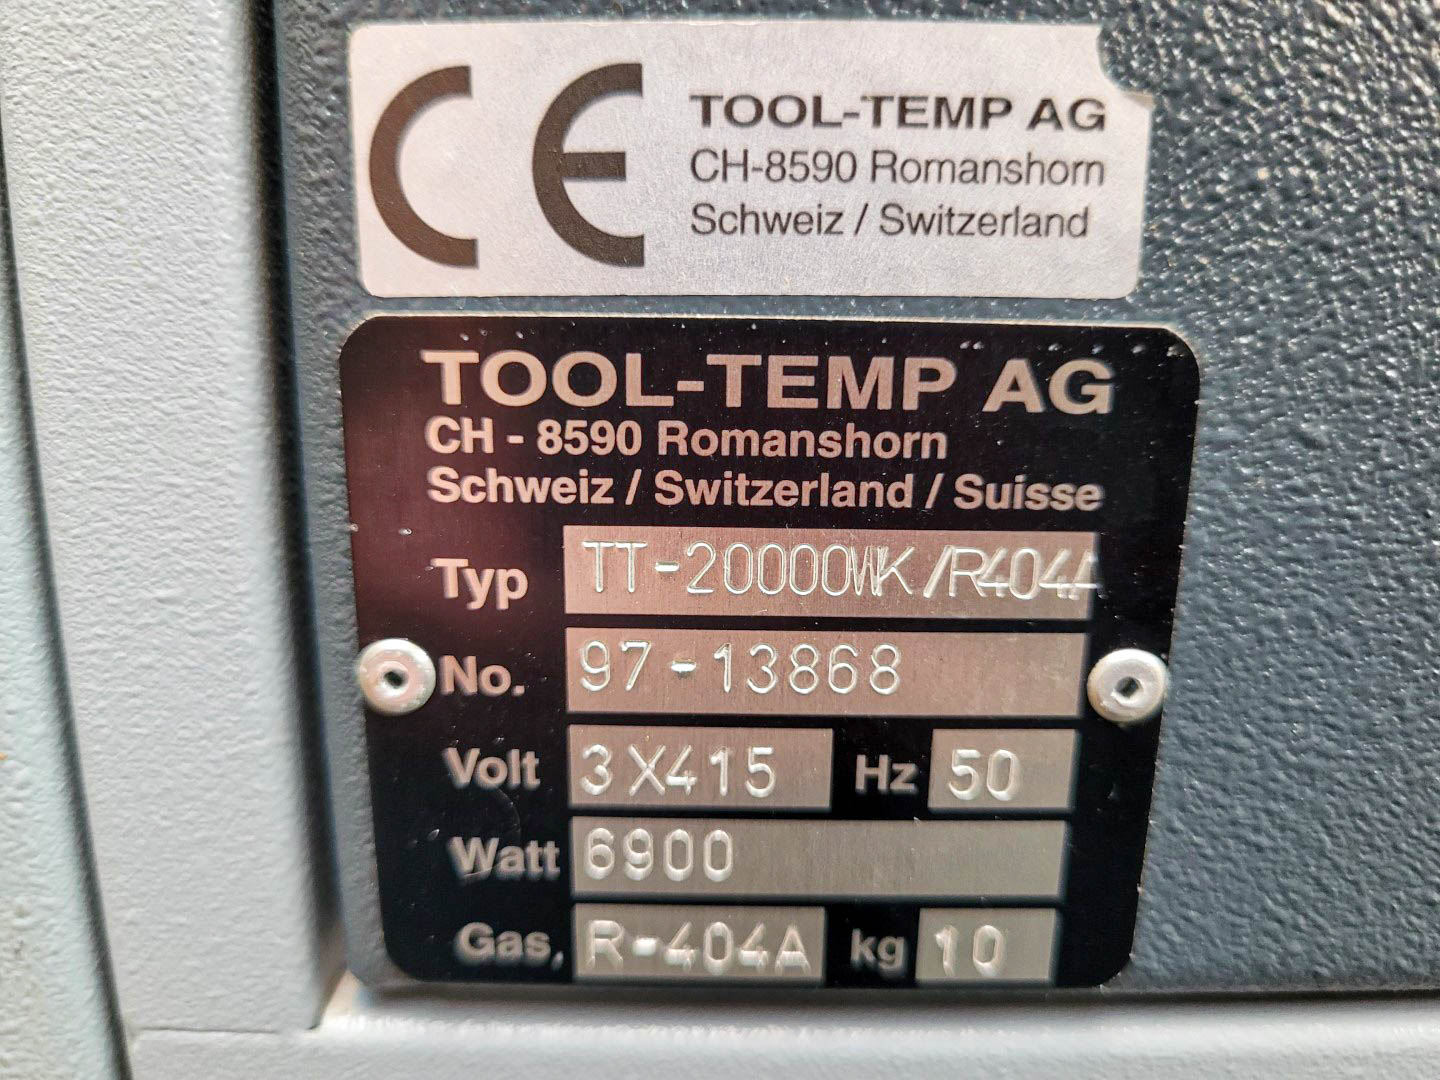 CE
TOOL-TEMP AG
CH-8590 Romanshorn
Schweiz / Switzerland
TOOL-TEMP AG
CH - 8590 Romanshorn
Schweiz / Switzerland / Suisse
Typ TT-20000WK/R404A
No. 97-13868
Volt 3X415 Hz 50
Watt 6900
Gas, R-404A kg 10